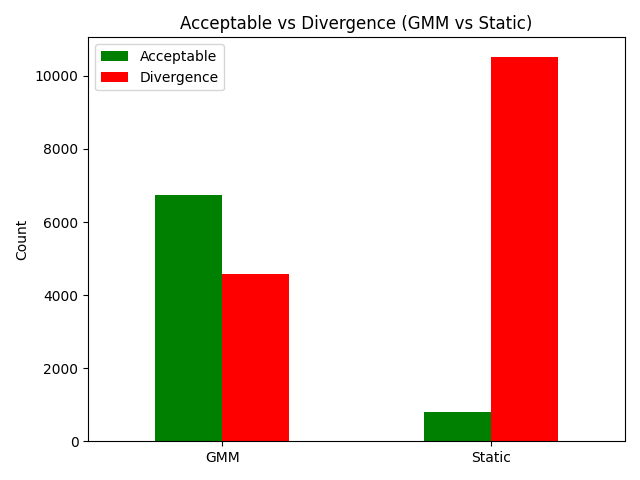 Acceptable vs Divergence (GMM vs Static)
Acceptable
Divergence
10000
8000
6000
4000
2000
0
Count
GMM
Static